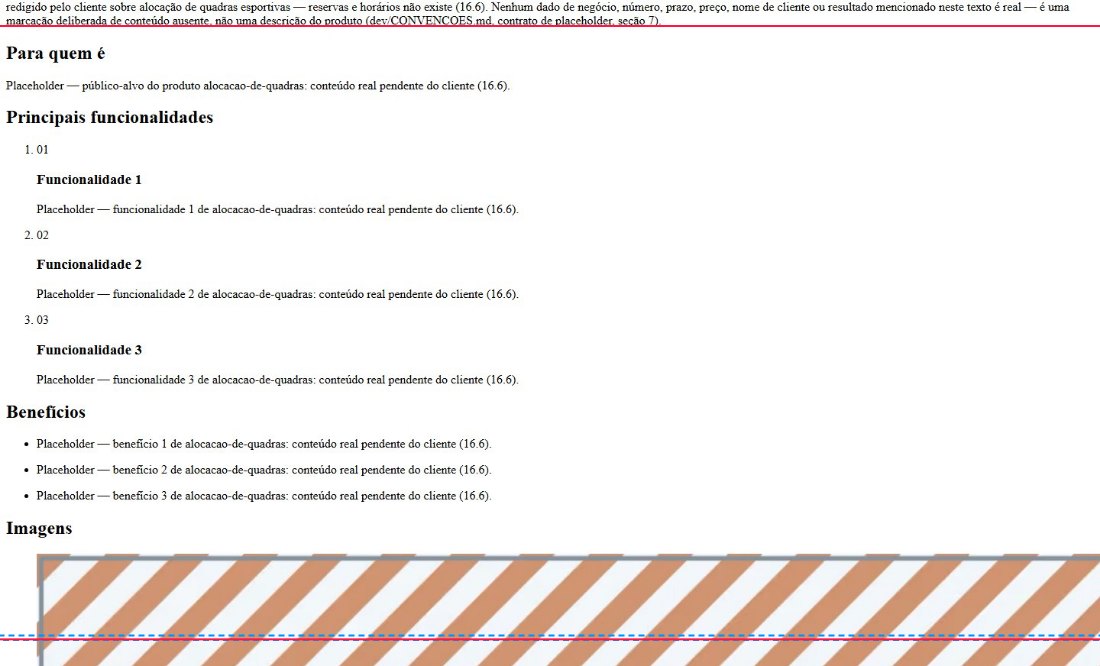 redigido pelo cliente sobre alocação de quadras esportivas — reservas e horários não existe (16.6). Nenhum dado de negócio, número, prazo, preço, nome de cliente ou resultado mencionado neste texto é real — é uma
marcação deliberada de conteúdo ausente, não uma descrição do produto (dev/CONVENCOES.md, contrato de placeholder, seção 7).
Para quem é
Placeholder — público-alvo do produto alocacao-de-quadras: conteúdo real pendente do cliente (16.6).
Principais funcionalidades
1. 01
Funcionalidade 1
Placeholder — funcionalidade 1 de alocacao-de-quadras: conteúdo real pendente do cliente (16.6).
2. 02
Funcionalidade 2
Placeholder — funcionalidade 2 de alocacao-de-quadras: conteúdo real pendente do cliente (16.6).
3. 03
Funcionalidade 3
Placeholder — funcionalidade 3 de alocacao-de-quadras: conteúdo real pendente do cliente (16.6).
Benefícios
• Placeholder — benefício 1 de alocacao-de-quadras: conteúdo real pendente do cliente (16.6).
• Placeholder — benefício 2 de alocacao-de-quadras: conteúdo real pendente do cliente (16.6).
• Placeholder — benefício 3 de alocacao-de-quadras: conteúdo real pendente do cliente (16.6).
Imagens